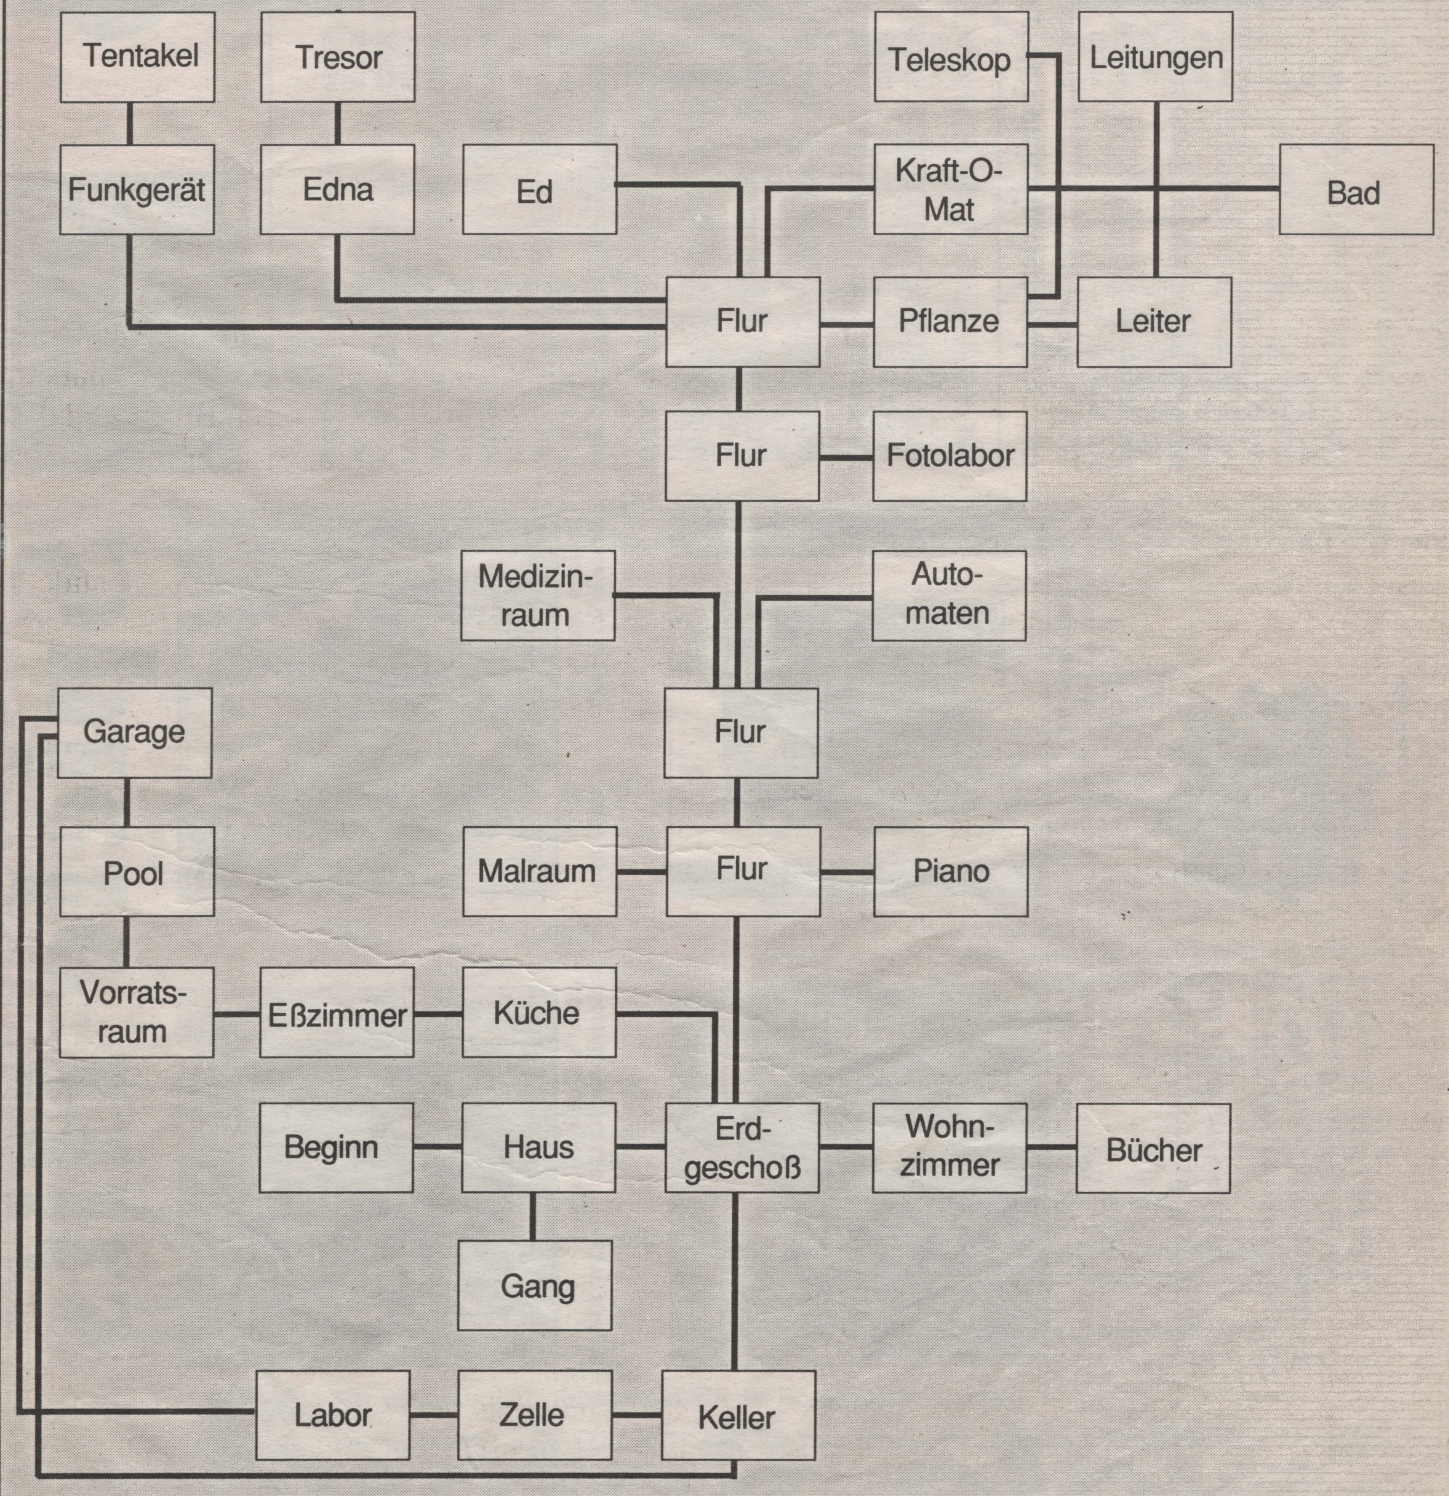 Tentakel
Tresor
Teleskop
Leitungen
Funkgerät
Edna
Ed
Kraft-O-
Mat
Bad
Flur
Pflanze
Leiter
Flur
Fotolabor
Medizin-
raum
Auto-
maten
Garage
Flur
Pool
Malraum
Flur
Piano
Vorrats-
raum
Eßzimmer
Küche
Beginn
Haus
Erd-
geschoß
Wohn-
zimmer
Bücher
Gang
Labor
Zelle
Keller